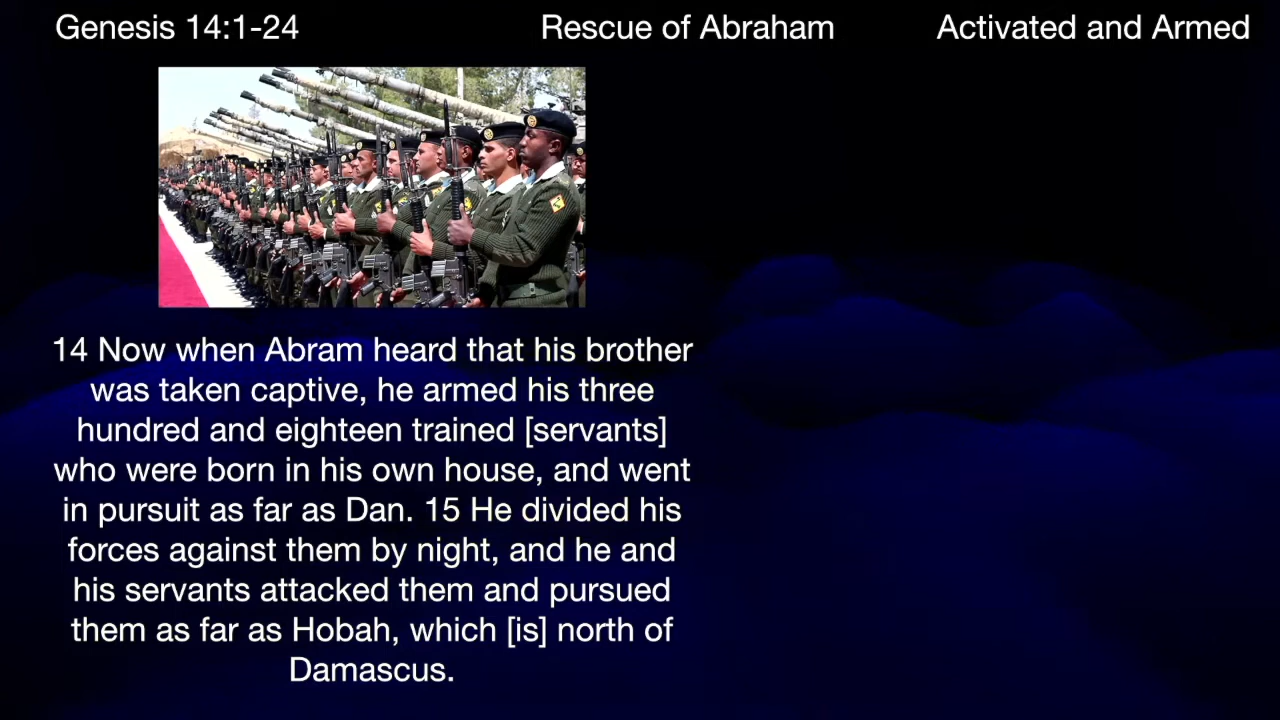 Genesis 14:1-24
Rescue of Abraham
Activated and Armed
14 Now when Abram heard that his brother
was taken captive, he armed his three
hundred and eighteen trained [servants]
who were born in his own house, and went
in pursuit as far as Dan. 15 He divided his
forces against them by night, and he and
his servants attacked them and pursued
them as far as Hobah, which [is] north of
Damascus.